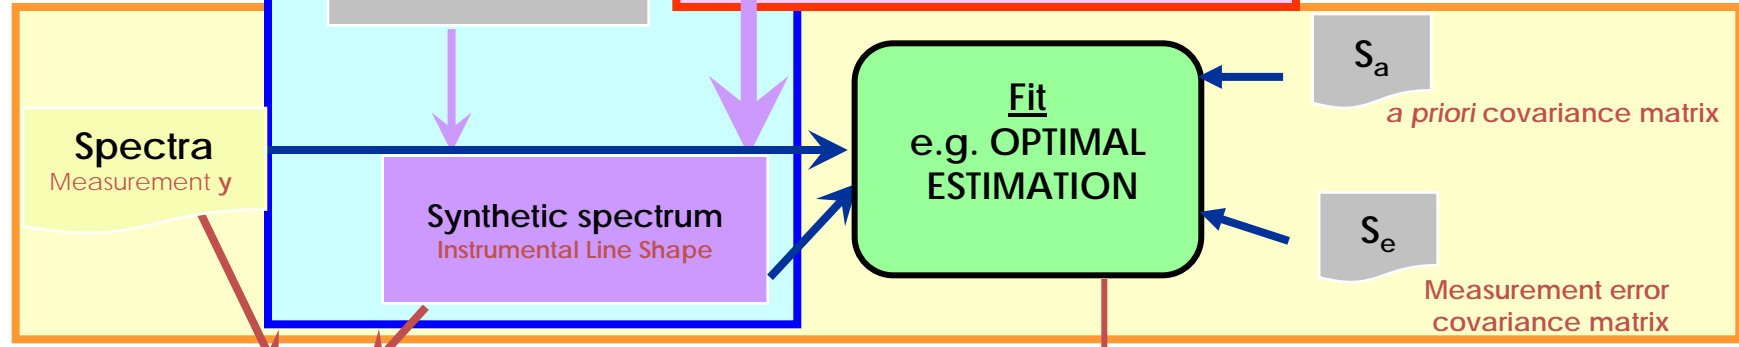 Spectra
Measurement y
Synthetic spectrum
Instrumental Line Shape
Fit
e.g. OPTIMAL
ESTIMATION
Sa
a priori covariance matrix
Se
Measurement error
covariance matrix